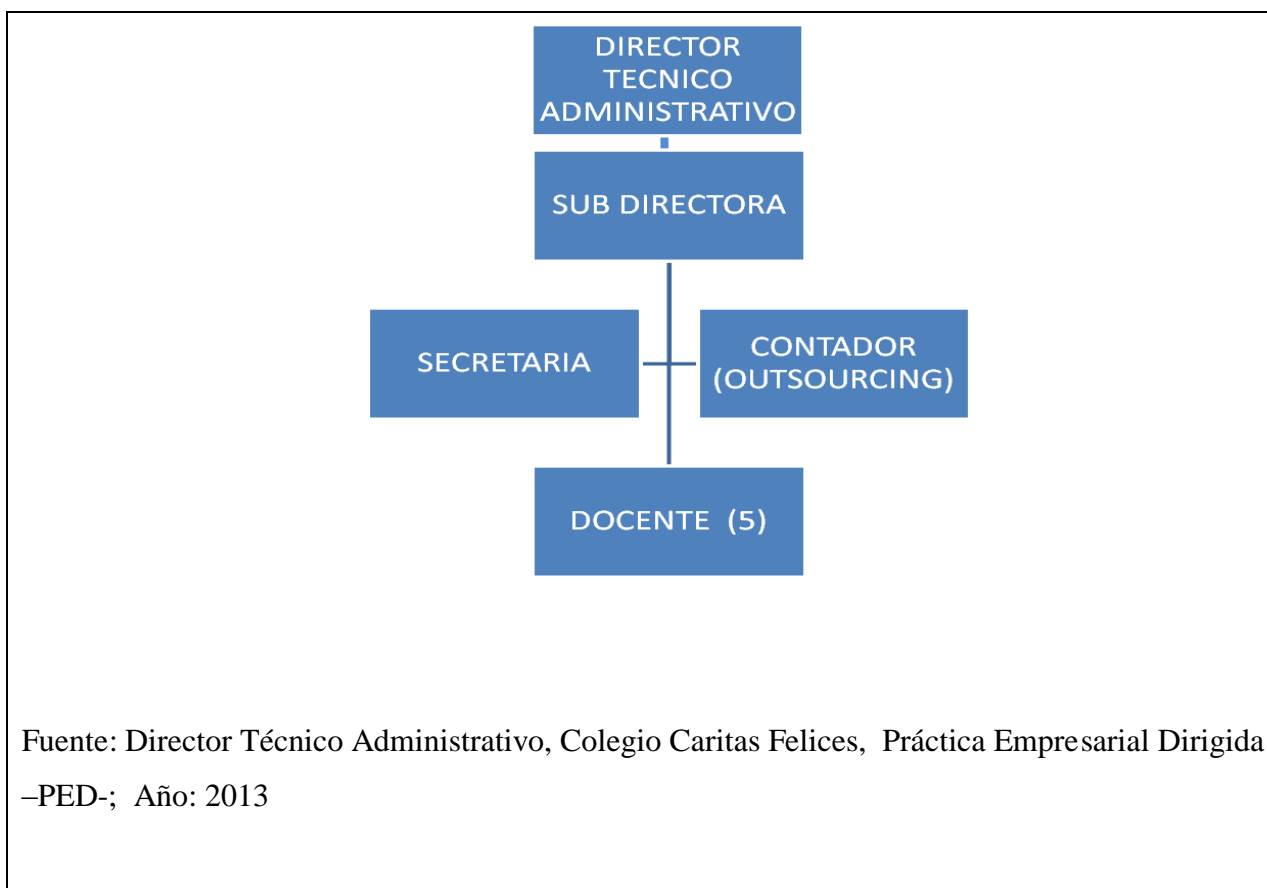 DIRECTOR
TECNICO
ADMINISTRATIVO
SUB DIRECTORA
SECRETARIA
CONTADOR
(OUTSOURCING)
DOCENTE (5)
Fuente: Director Técnico Administrativo, Colegio Caritas Felices, Práctica Empresarial Dirigida
–PED-; Año: 2013